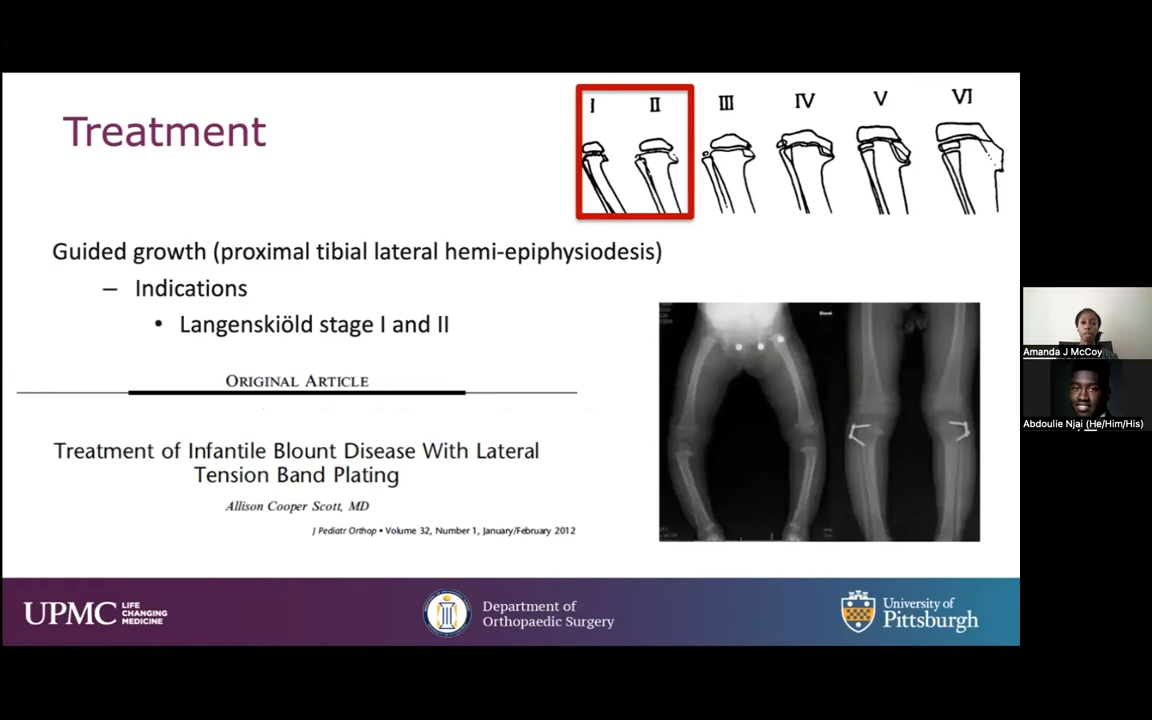 Treatment
I II III IV V VI
Guided growth (proximal tibial lateral hemi-epiphysiodesis)
– Indications
• Langenskiöld stage I and II
ORIGINAL ARTICLE
Treatment of Infantile Blount Disease With Lateral
Tension Band Plating
Allison Cooper Scott, MD
J Pediatr Orthop • Volume 32, Number 1, January/February 2012
Amanda J McCoy
Abdoulie Njai (He/Him/His)
UPMC LIFE
CHANGING
MEDICINE
Department of
Orthopaedic Surgery
University of
Pittsburgh